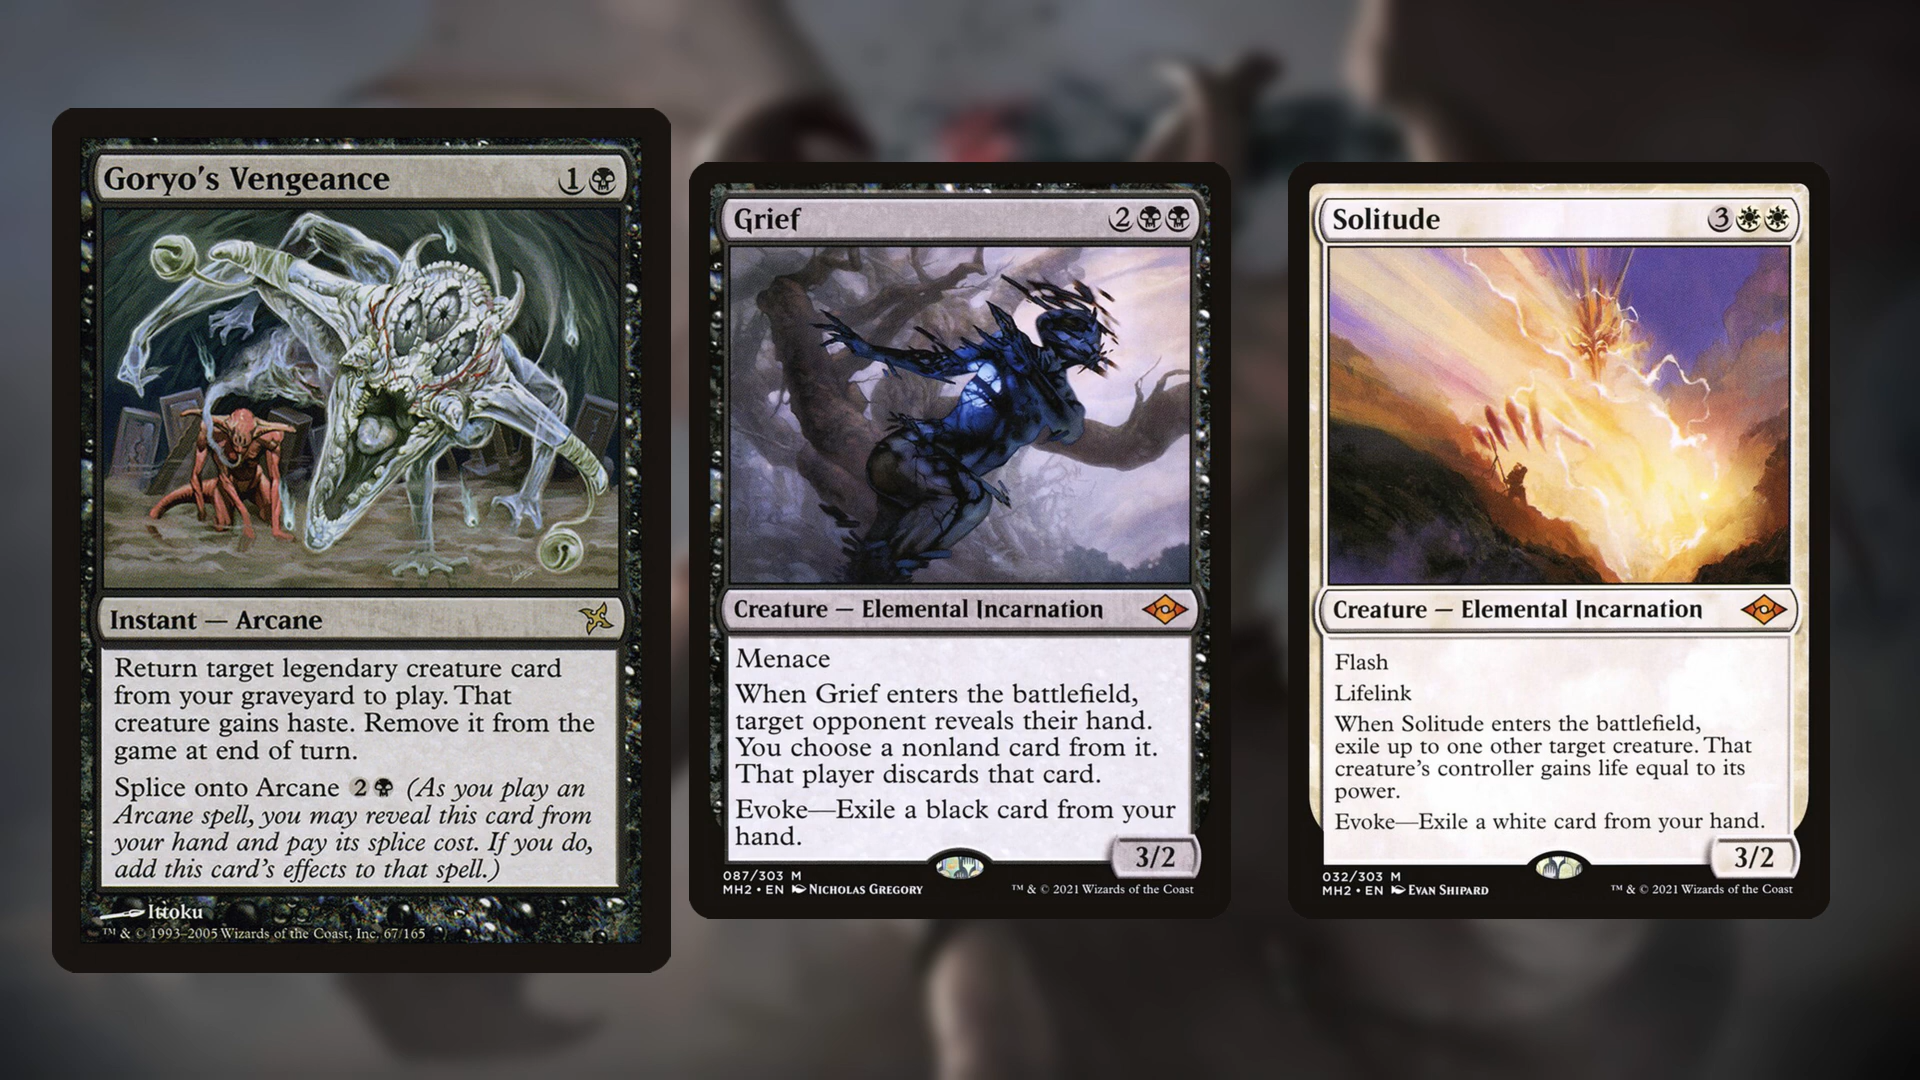 Goryo's Vengeance 1
Instant — Arcane
Return target legendary creature card
from your graveyard to play. That
creature gains haste. Remove it from the
game at end of turn.
Splice onto Arcane 2 (As you play an
Arcane spell, you may reveal this card from
your hand and pay its splice cost. If you do,
add this card's effects to that spell.)
Ittoku
™ & © 1993–2005 Wizards of the Coast, Inc. 67/165
Grief 2
Creature — Elemental Incarnation
Menace
When Grief enters the battlefield,
target opponent reveals their hand.
You choose a nonland card from it.
That player discards that card.
Evoke—Exile a black card from your
hand.
3/2
087/303 M
MH2 • EN Nicholas Gregory ™ & © 2021 Wizards of the Coast
Solitude 3
Creature — Elemental Incarnation
Flash
Lifelink
When Solitude enters the battlefield,
exile up to one other target creature. That
creature's controller gains life equal to its
power.
Evoke—Exile a white card from your hand.
3/2
032/303 M
MH2 • EN Evan Shipard ™ & © 2021 Wizards of the Coast